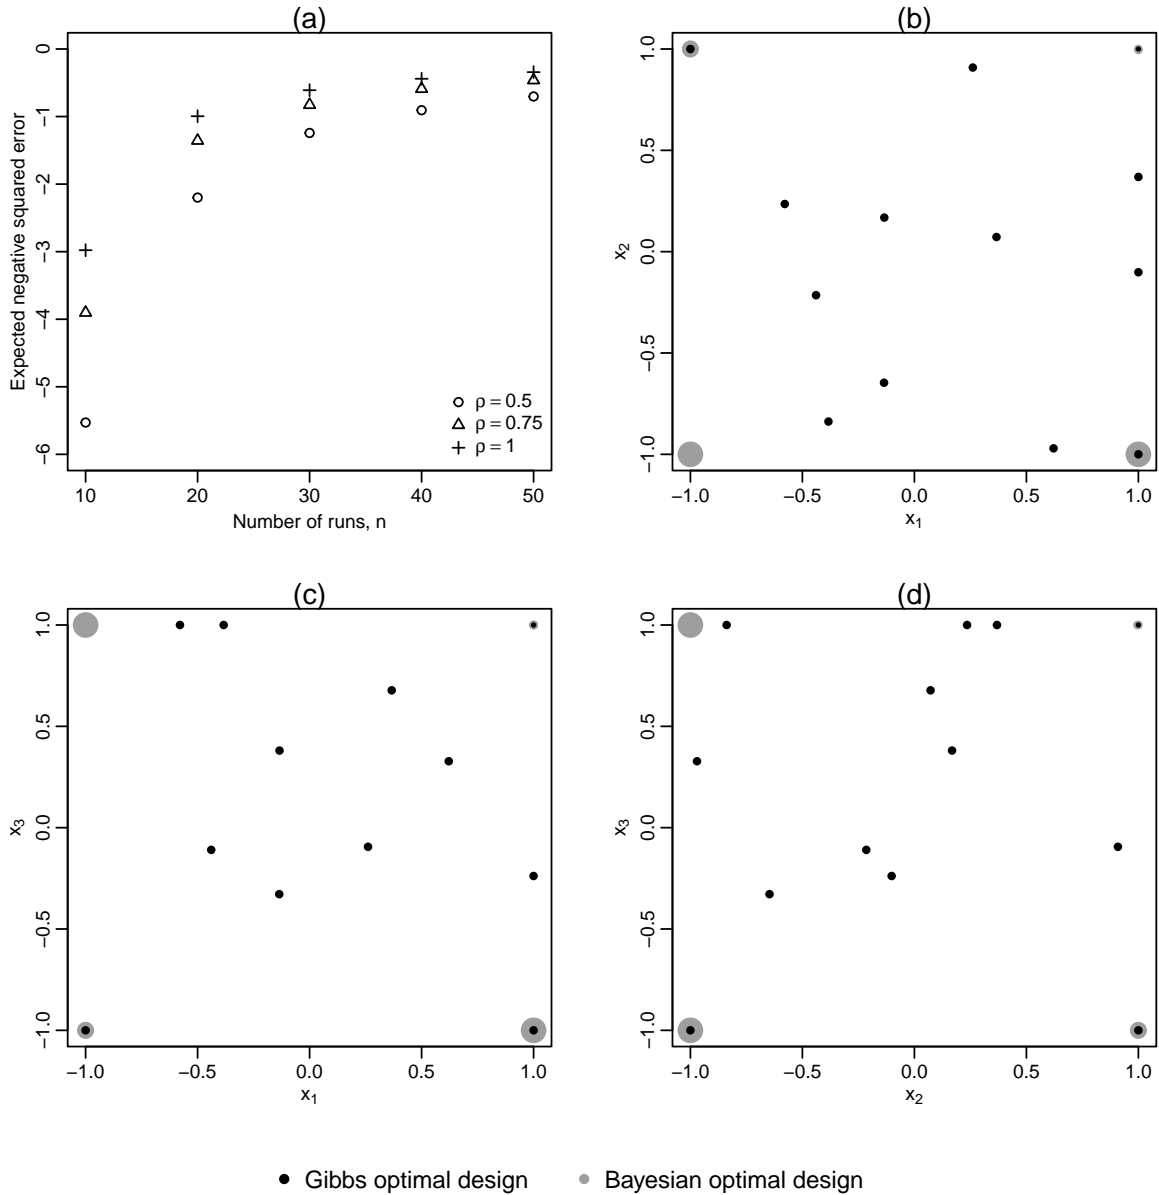 (a)
Expected negative squared error
0
−1
−2
−3
−4
−5
−6
ρ = 0.5
ρ = 0.75
ρ = 1
10 20 30 40 50
Number of runs, n
(b)
x₂
1.0
0.5
0.0
−0.5
−1.0
−1.0 −0.5 0.0 0.5 1.0
x₁
(c)
x₃
1.0
0.5
0.0
−0.5
−1.0
−1.0 −0.5 0.0 0.5 1.0
x₁
(d)
x₃
1.0
0.5
0.0
−0.5
−1.0
−1.0 −0.5 0.0 0.5 1.0
x₂
Gibbs optimal design Bayesian optimal design